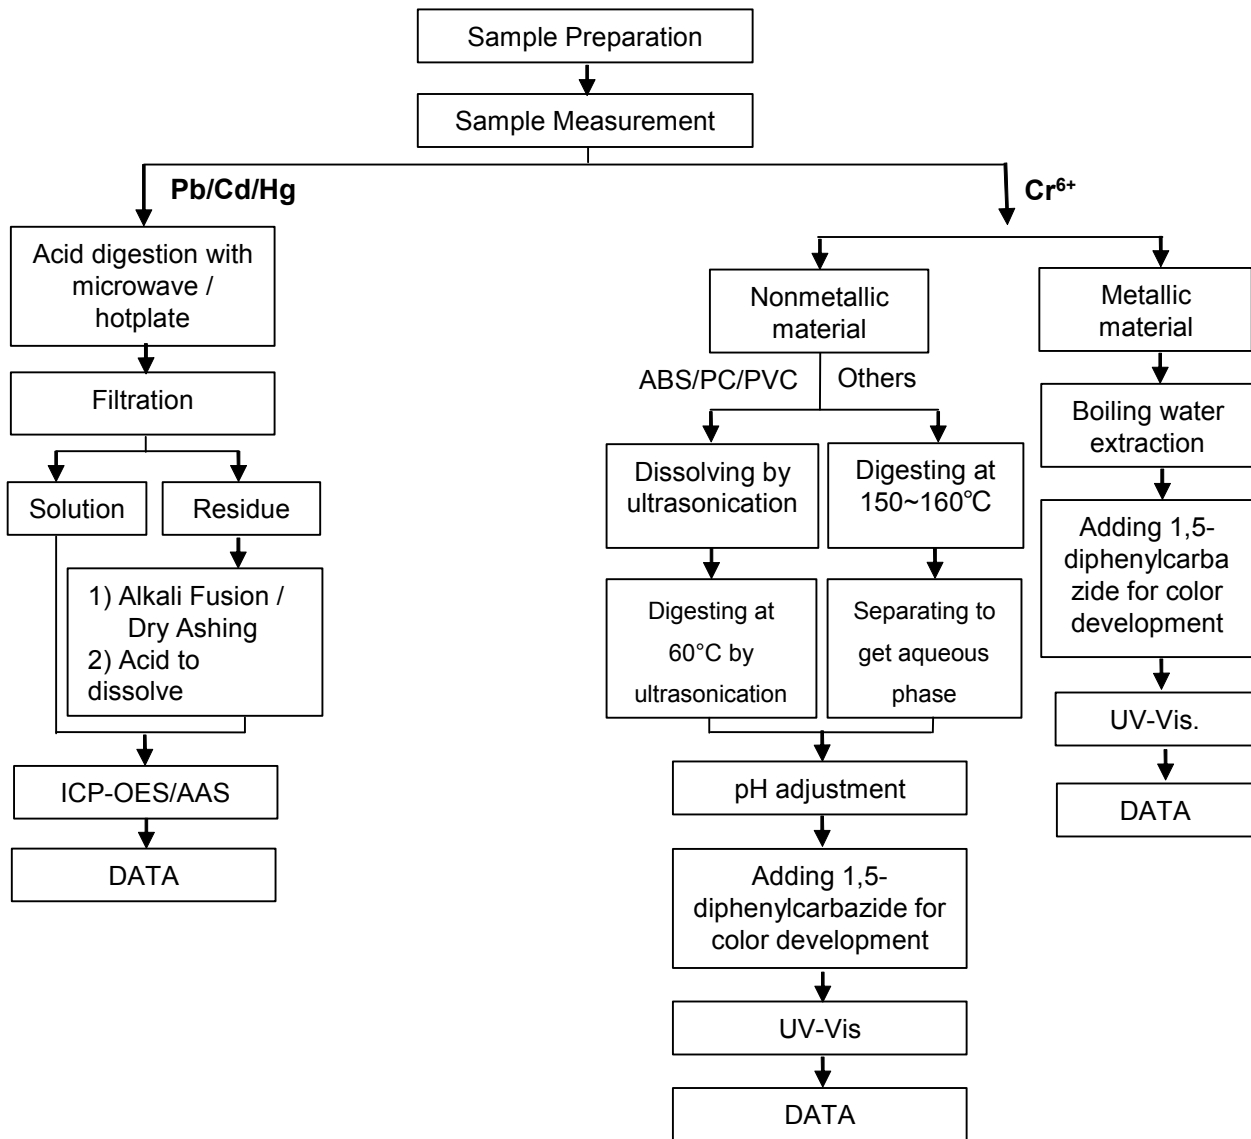 Sample Preparation
Sample Measurement
Pb/Cd/Hg
Cr⁶⁺
Acid digestion with
microwave /
hotplate
Filtration
Solution
Residue
1) Alkali Fusion /
Dry Ashing
2) Acid to
dissolve
ICP-OES/AAS
DATA
Nonmetallic
material
ABS/PC/PVC
Others
Dissolving by
ultrasonication
Digesting at
150~160℃
Digesting at
60°C by
ultrasonication
Separating to
get aqueous
phase
pH adjustment
Adding 1,5-
diphenylcarbazide for
color development
UV-Vis
DATA
Metallic
material
Boiling water
extraction
Adding 1,5-
diphenylcarba
zide for color
development
UV-Vis.
DATA